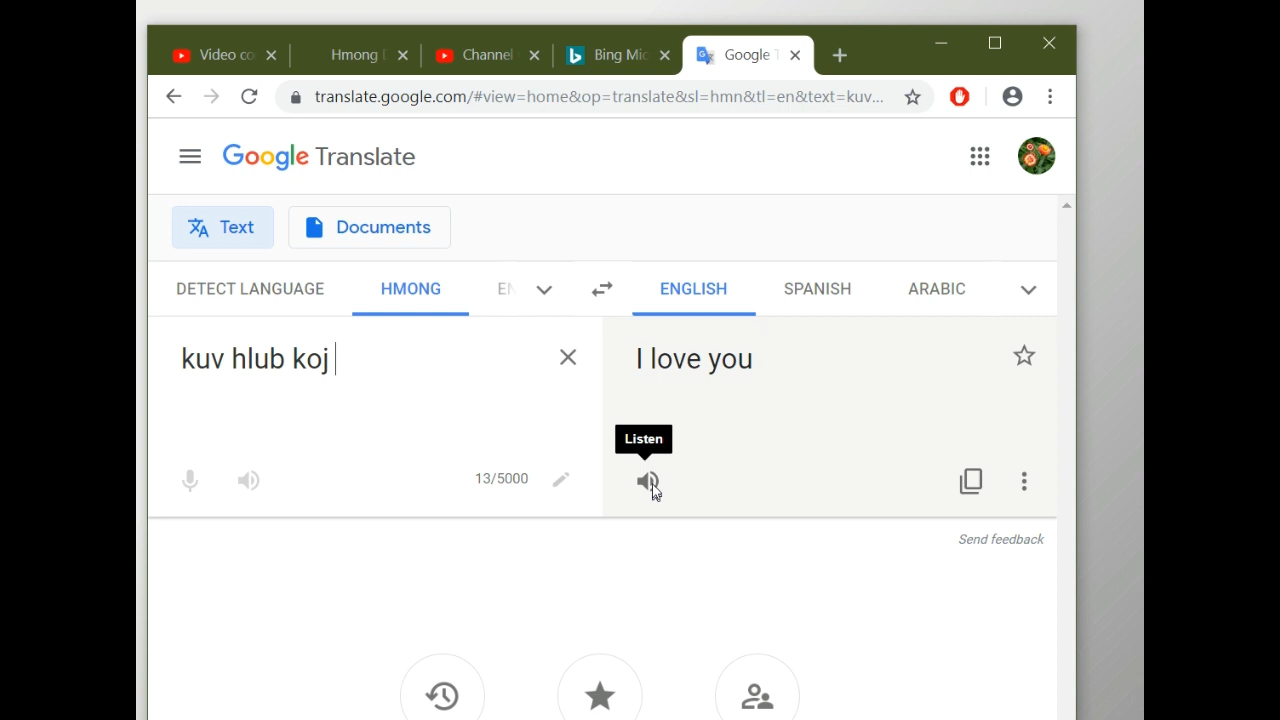 Video co
Hmong D
Channel
Bing Mic
Google T
translate.google.com/#view=home&op=translate&sl=hmn&tl=en&text=kuv...
Google Translate
Text
Documents
DETECT LANGUAGE
HMONG
EN
ENGLISH
SPANISH
ARABIC
kuv hlub koj
I love you
Listen
13/5000
Send feedback